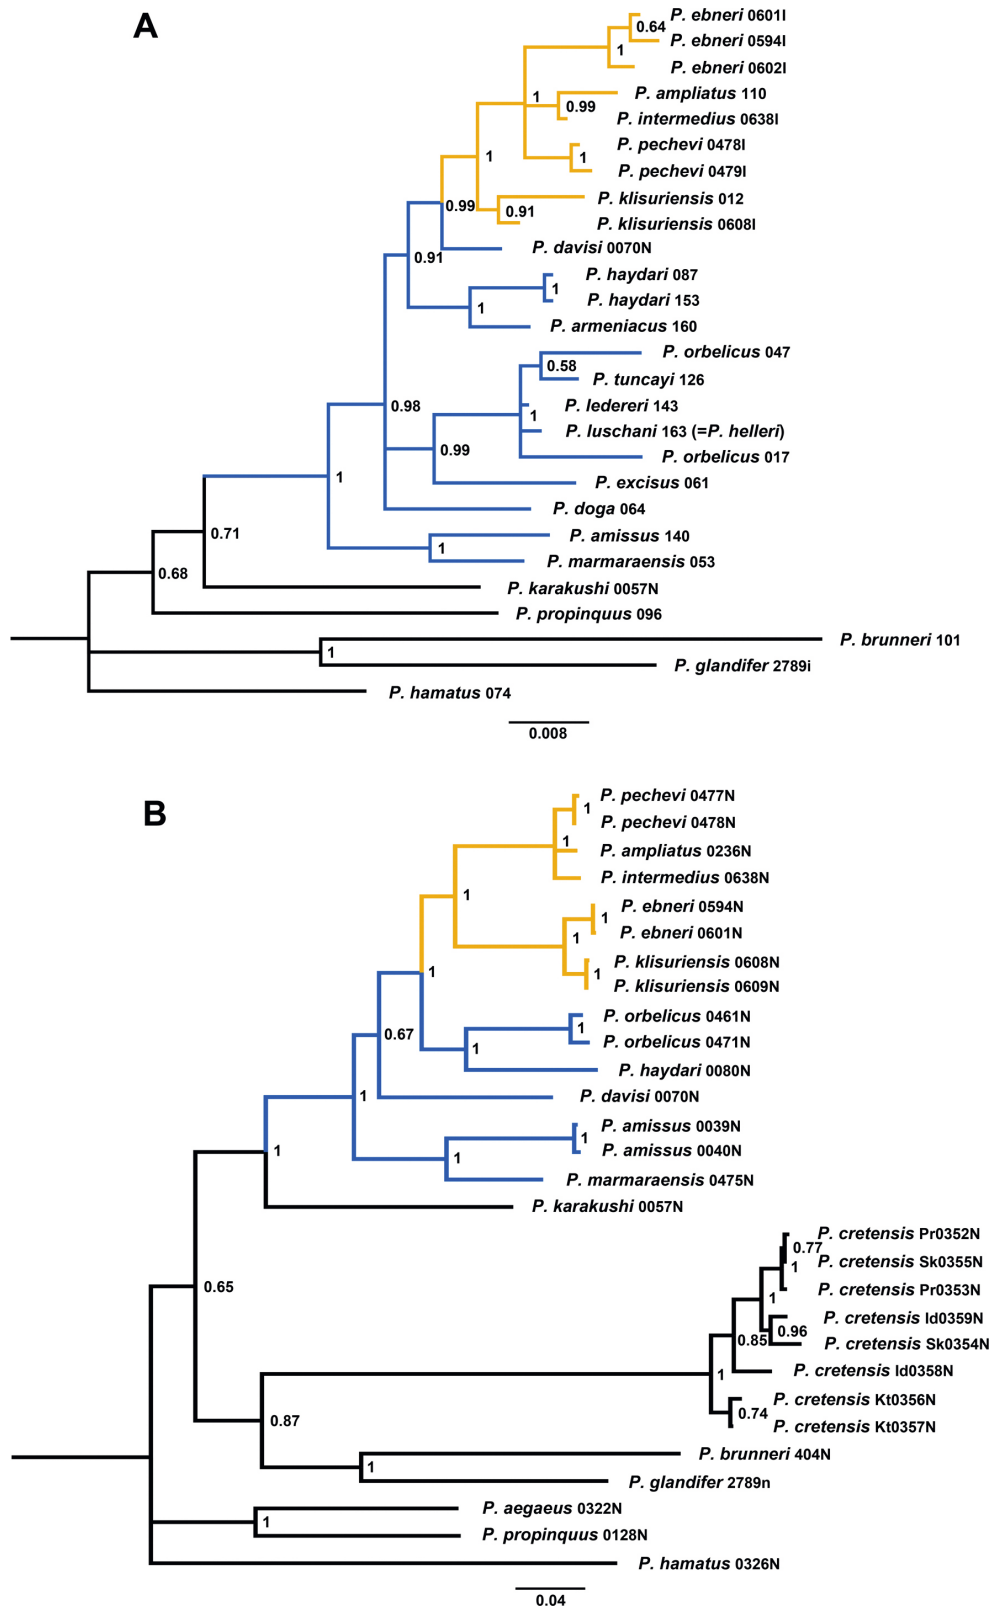 A
P. ebneri 0601I
0.64
P. ebneri 0594I
1
P. ebneri 0602I
1
P. ampliatus 110
0.99
P. intermedius 0638I
P. pechevi 0478I
1
1
P. pechevi 0479I
P. klisuriensis 012
0.99
0.91
P. klisuriensis 0608I
P. davisi 0070N
0.91
P. haydari 087
1
P. haydari 153
1
P. armeniacus 160
P. orbelicus 047
0.58
P. tuncayi 126
0.98
P. ledereri 143
1
P. luschani 163 (=P. helleri)
0.99
P. orbelicus 017
1
P. excisus 061
P. doga 064
0.71
P. amissus 140
1
P. marmaraensis 053
0.68
P. karakushi 0057N
P. propinquus 096
P. brunneri 101
1
P. glandifer 2789i
P. hamatus 074
0.008
B
P. pechevi 0477N
1
P. pechevi 0478N
1
P. ampliatus 0236N
P. intermedius 0638N
1
P. ebneri 0594N
1
P. ebneri 0601N
1
P. klisuriensis 0608N
1
1
P. klisuriensis 0609N
P. orbelicus 0461N
1
0.67
P. orbelicus 0471N
1
P. haydari 0080N
1
P. davisi 0070N
P. amissus 0039N
1
P. amissus 0040N
1
1
P. marmaraensis 0475N
P. karakushi 0057N
P. cretensis Pr0352N
0.77
P. cretensis Sk0355N
1
0.65
P. cretensis Pr0353N
1
P. cretensis Id0359N
0.96
0.85
P. cretensis Sk0354N
1
P. cretensis Id0358N
P. cretensis Kt0356N
0.74
0.87
P. cretensis Kt0357N
P. brunneri 404N
1
P. glandifer 2789n
P. aegaeus 0322N
1
P. propinquus 0128N
P. hamatus 0326N
0.04